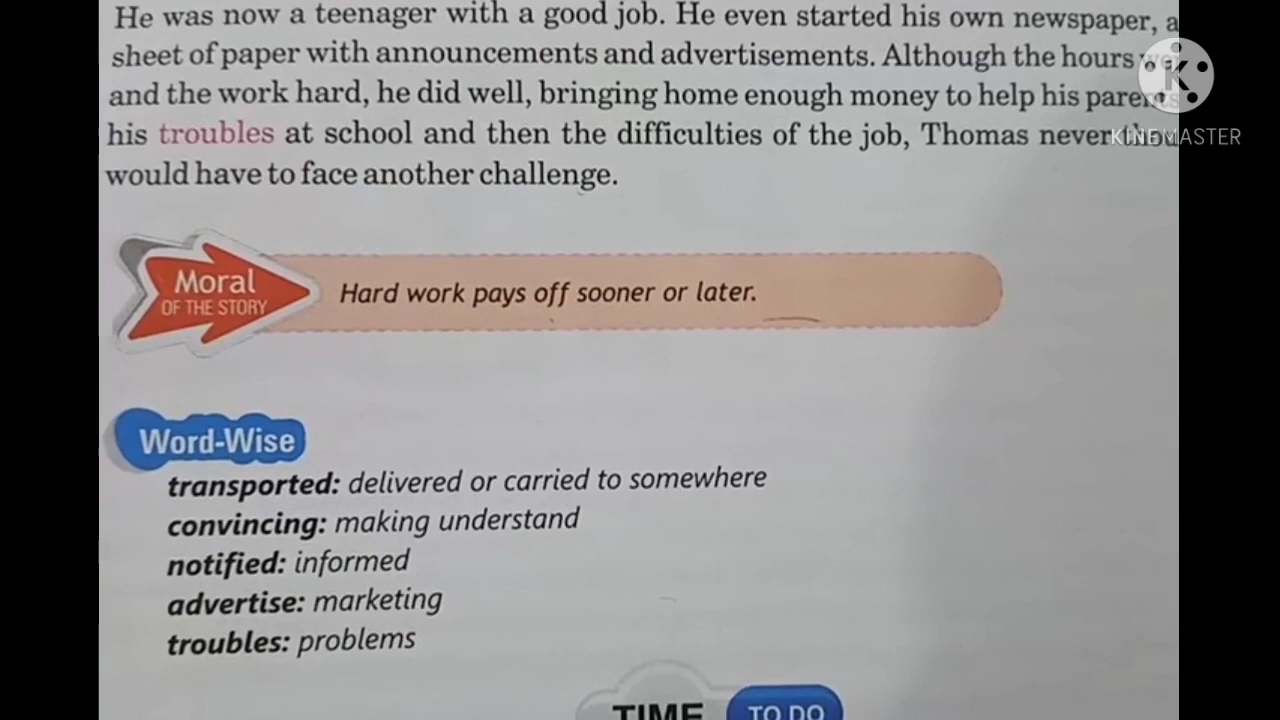 He was now a teenager with a good job. He even started his own newspaper, a
sheet of paper with announcements and advertisements. Although the hours
and the work hard, he did well, bringing home enough money to help his parents
his troubles at school and then the difficulties of the job, Thomas never
would have to face another challenge.
K
KINEMASTER
Moral
OF THE STORY
Hard work pays off sooner or later.
Word-Wise
transported: delivered or carried to somewhere
convincing: making understand
notified: informed
advertise: marketing
troubles: problems
TIME TO DO